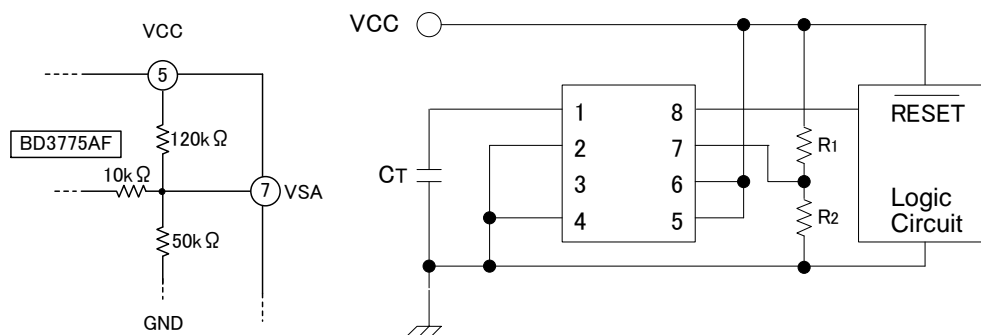 VCC
5
BD3775AF
120kΩ
10kΩ
7 VSA
50kΩ
GND
VCC
CT
1 8
2 7
3 6
4 5
R1
R2
RESET
Logic
Circuit